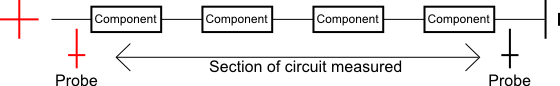 Component Component Component Component
Section of circuit measured
Probe Probe